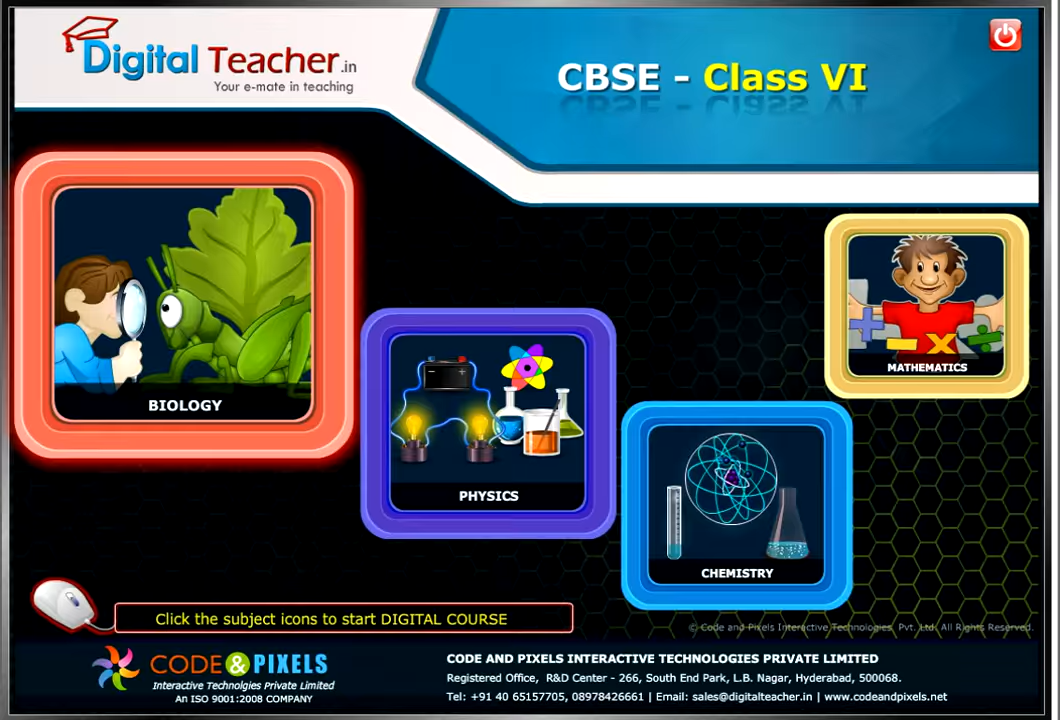 Digital Teacher.in
Your e-mate in teaching
CBSE - Class VI
BIOLOGY
PHYSICS
CHEMISTRY
MATHEMATICS
Click the subject icons to start DIGITAL COURSE
© Code and Pixels Interactive Technologies, Pvt. Ltd. All Rights Reserved.
CODE & PIXELS
Interactive Technolgies Private Limited
An ISO 9001:2008 COMPANY
CODE AND PIXELS INTERACTIVE TECHNOLOGIES PRIVATE LIMITED
Registered Office, R&D Center - 266, South End Park, L.B. Nagar, Hyderabad, 500068.
Tel: +91 40 65157705, 08978426661 | Email: sales@digitalteacher.in | www.codeandpixels.net